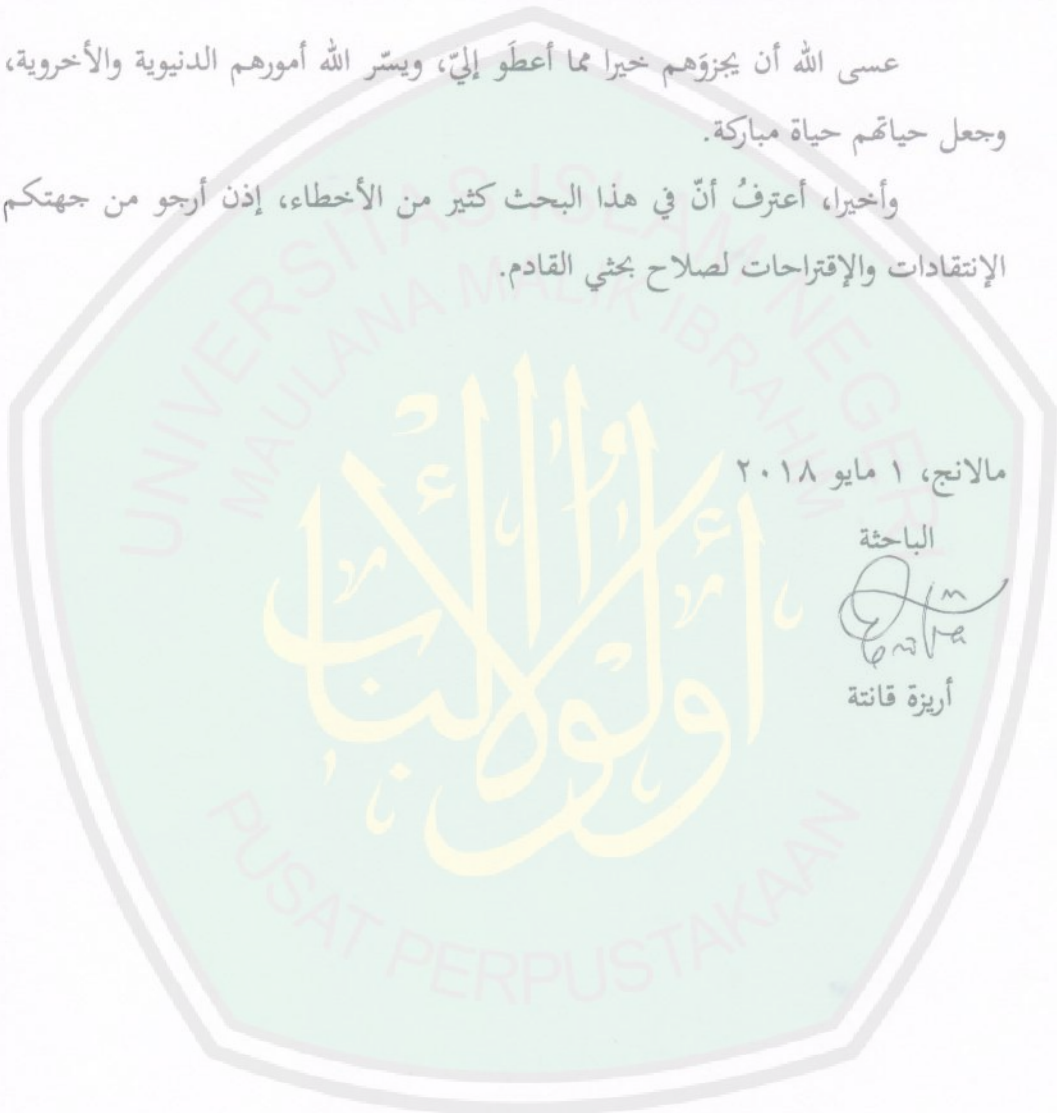 عسى الله أن يجزوَهم خيرا مما أعطَو إليّ، ويسّر الله أمورهم الدنيوية والأخروية،
وجعل حياتهم حياة مباركة.
وأخيرا، أعترفُ أنّ في هذا البحث كثير من الأخطاء، إذن أرجو من جهتكم
الإنتقادات والإقتراحات لصلاح بحثي القادم.
UNIVERSITAS ISLAM NEGERI
MAULANA MALIK IBRAHIM
أولوا الألباب
مالانج، ١ مايو ٢٠١٨
الباحثة
أريزة قانتة
PUSAT PERPUSTAKAAN